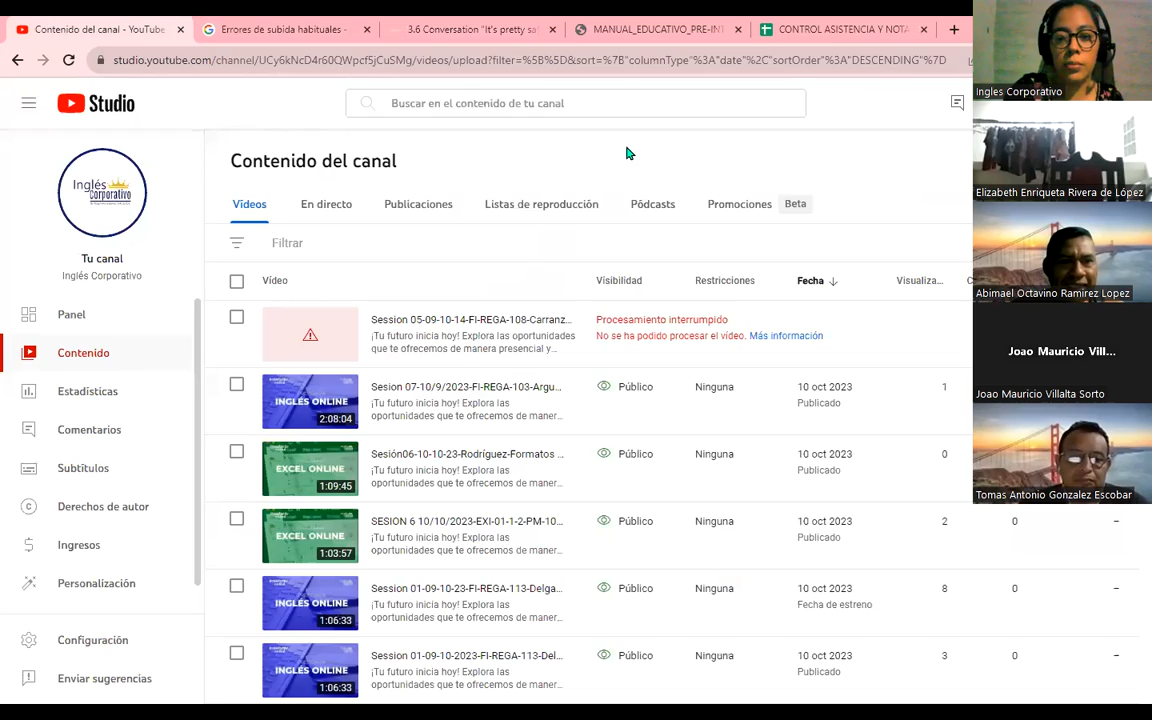 Contenido del canal - YouTube
Errores de subida habituales -
3.6 Conversation "It's pretty sa
MANUAL_EDUCATIVO_PRE-INT
CONTROL ASISTENCIA Y NOTA
studio.youtube.com/channel/UCy6kNcD4r60QWpcf5jCuSMg/videos/upload?filter=%5B%5D&sort=%7B"columnType"%3A"date"%2C"sortOrder"%3A"DESCENDING"%7D
Studio
Buscar en el contenido de tu canal
Inglés
Corporativo
Tu canal
Inglés Corporativo
Panel
Contenido
Estadísticas
Comentarios
Subtítulos
Derechos de autor
Ingresos
Personalización
Configuración
Enviar sugerencias
Contenido del canal
Vídeos En directo Publicaciones Listas de reproducción Pódcasts Promociones Beta
Filtrar
Vídeo Visibilidad Restricciones Fecha Visualiza...
Session 05-09-10-14-FI-REGA-108-Carranz...
¡Tu futuro inicia hoy! Explora las oportunidades
que te ofrecemos de manera presencial y...
Procesamiento interrumpido
No se ha podido procesar el vídeo. Más información
INGLÉS ONLINE
2:08:04
Sesion 07-10/9/2023-FI-REGA-103-Argu...
¡Tu futuro inicia hoy! Explora las
oportunidades que te ofrecemos de maner...
Público Ninguna 10 oct 2023 1
Publicado
EXCEL ONLINE
1:09:45
Sesión06-10-10-23-Rodríguez-Formatos ...
¡Tu futuro inicia hoy! Explora las
oportunidades que te ofrecemos de maner...
Público Ninguna 10 oct 2023 0
Publicado
EXCEL ONLINE
1:03:57
SESION 6 10/10/2023-EXI-01-1-2-PM-10...
¡Tu futuro inicia hoy! Explora las
oportunidades que te ofrecemos de maner...
Público Ninguna 10 oct 2023 2 0 –
Publicado
INGLÉS ONLINE
1:06:33
Session 01-09-10-23-FI-REGA-113-Delga...
¡Tu futuro inicia hoy! Explora las
oportunidades que te ofrecemos de maner...
Público Ninguna 10 oct 2023 8 0 –
Fecha de estreno
INGLÉS ONLINE
1:06:33
Session 01-09-10-2023-FI-REGA-113-Del...
¡Tu futuro inicia hoy! Explora las
oportunidades que te ofrecemos de maner...
Público Ninguna 10 oct 2023 3 0 –
Publicado
Ingles Corporativo
Elizabeth Enriqueta Rivera de López
Abimael Octavino Ramirez Lopez
Joao Mauricio Vill...
Joao Mauricio Villalta Sorto
Tomas Antonio Gonzalez Escobar